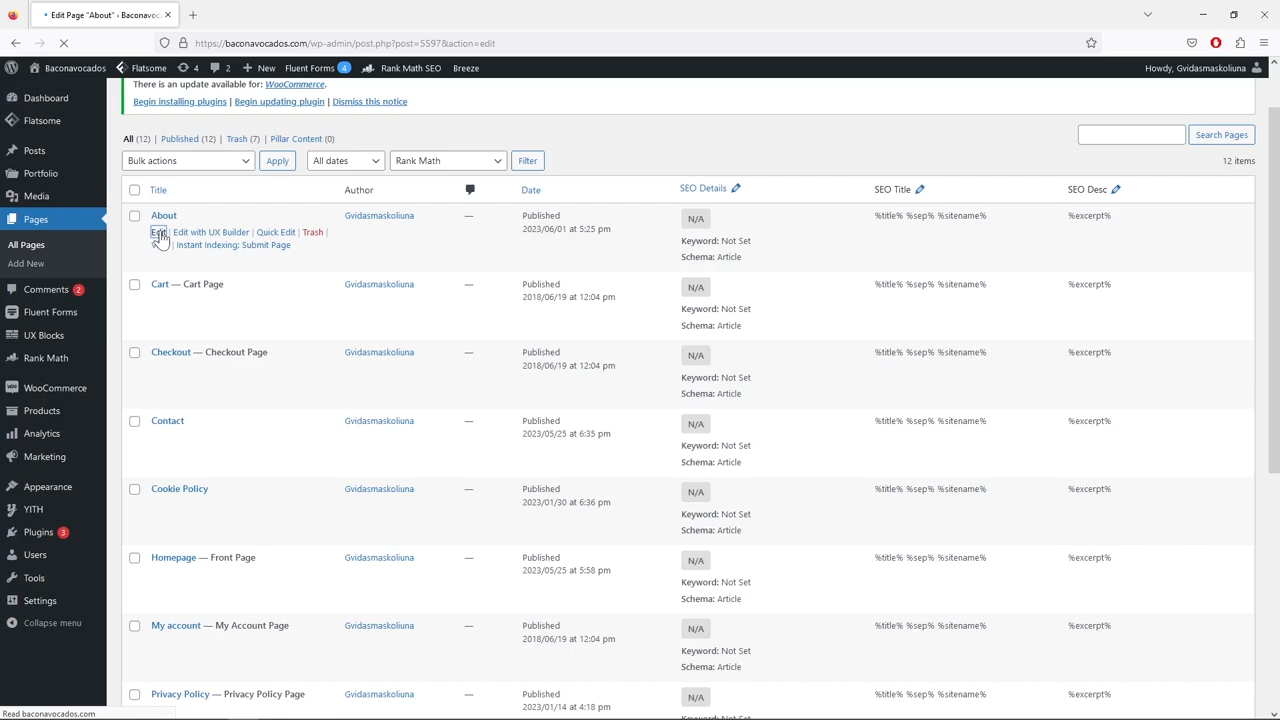 Edit Page "About" ‹ Baconavoc
https://baconavocados.com/wp-admin/post.php?post=5597&action=edit
Baconavocados Flatsome 4 2 New Fluent Forms 4 Rank Math SEO Breeze Howdy, Gvidasmaskoliuna
Dashboard
Flatsome
Posts
Portfolio
Media
Pages
All Pages
Add New
Comments 2
Fluent Forms
UX Blocks
Rank Math
WooCommerce
Products
Analytics
Marketing
Appearance
YITH
Plugins 3
Users
Tools
Settings
Collapse menu
There is an update available for: WooCommerce.
Begin installing plugins | Begin updating plugin | Dismiss this notice
All (12) | Published (12) | Trash (7) | Pillar Content (0)
Search Pages
Bulk actions Apply All dates Rank Math Filter
12 items
Title Author Date SEO Details SEO Title SEO Desc
About Gvidasmaskoliuna — Published N/A %title% %sep% %sitename% %excerpt%
Edit | Edit with UX Builder | Quick Edit | Trash | 2023/06/01 at 5:25 pm Keyword: Not Set
| Instant Indexing: Submit Page Schema: Article
Cart — Cart Page Gvidasmaskoliuna — Published N/A %title% %sep% %sitename% %excerpt%
2018/06/19 at 12:04 pm Keyword: Not Set
Schema: Article
Checkout — Checkout Page Gvidasmaskoliuna — Published N/A %title% %sep% %sitename% %excerpt%
2018/06/19 at 12:04 pm Keyword: Not Set
Schema: Article
Contact Gvidasmaskoliuna — Published N/A %title% %sep% %sitename% %excerpt%
2023/05/25 at 6:35 pm Keyword: Not Set
Schema: Article
Cookie Policy Gvidasmaskoliuna — Published N/A %title% %sep% %sitename% %excerpt%
2023/01/30 at 6:36 pm Keyword: Not Set
Schema: Article
Homepage — Front Page Gvidasmaskoliuna — Published N/A %title% %sep% %sitename% %excerpt%
2023/05/25 at 5:58 pm Keyword: Not Set
Schema: Article
My account — My Account Page Gvidasmaskoliuna — Published N/A %title% %sep% %sitename% %excerpt%
2018/06/19 at 12:04 pm Keyword: Not Set
Schema: Article
Privacy Policy — Privacy Policy Page Gvidasmaskoliuna — Published N/A %title% %sep% %sitename% %excerpt%
2023/01/14 at 4:18 pm Keyword: Not Set
Read baconavocados.com